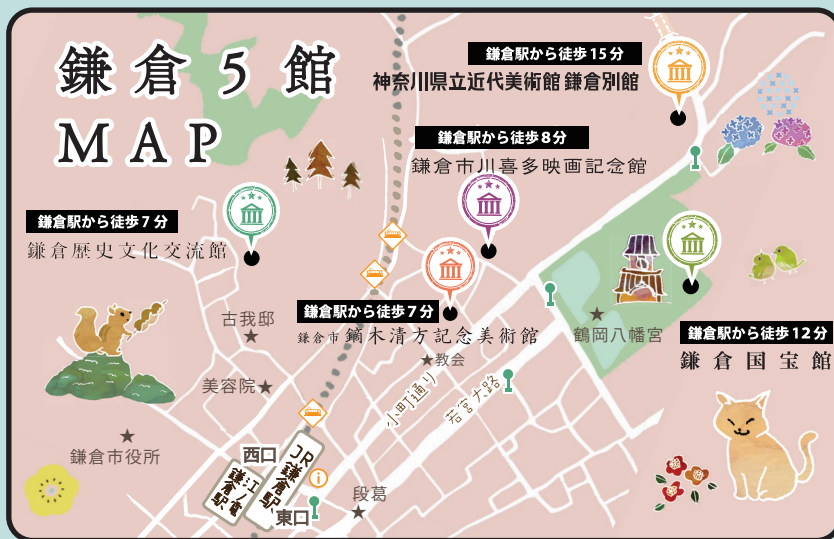 鎌倉5館
MAP
鎌倉駅から徒歩15分
神奈川県立近代美術館 鎌倉別館
鎌倉駅から徒歩8分
鎌倉市川喜多映画記念館
鎌倉駅から徒歩7分
鎌倉歴史文化交流館
鎌倉駅から徒歩7分
鎌倉市鏑木清方記念美術館
古我邸
鶴岡八幡宮
鎌倉駅から徒歩12分
鎌倉国宝館
教会
美容院
小町通り
若宮大路
鎌倉市役所
西口
JR鎌倉駅
江ノ電鎌倉駅
東口
段葛